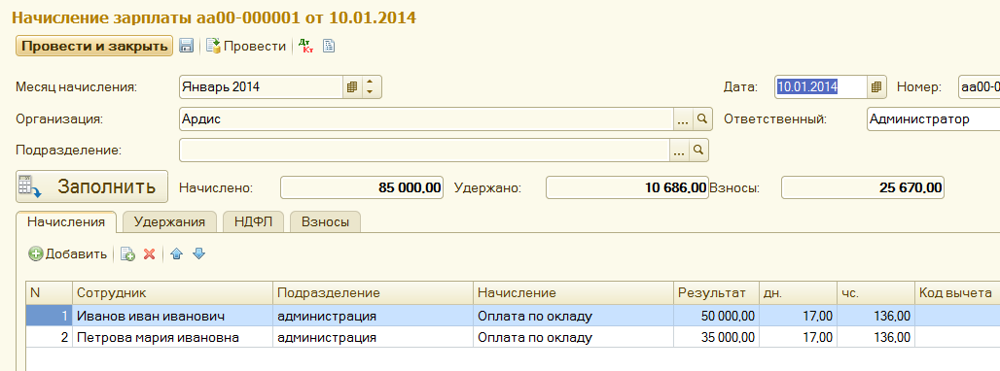 Начисление зарплаты аа00-000001 от 10.01.2014
Провести и закрыть Провести Дт Кт
Месяц начисления: Январь 2014 Дата: 10.01.2014 Номер: аа00-0
Организация: Ардис ... Ответственный: Администратор
Подразделение: ...
Заполнить Начислено: 85 000,00 Удержано: 10 686,00 Взносы: 25 670,00
Начисления Удержания НДФЛ Взносы
Добавить
N Сотрудник Подразделение Начисление Результат дн. чс. Код вычета
1 Иванов иван иванович администрация Оплата по окладу 50 000,00 17,00 136,00
2 Петрова мария ивановна администрация Оплата по окладу 35 000,00 17,00 136,00